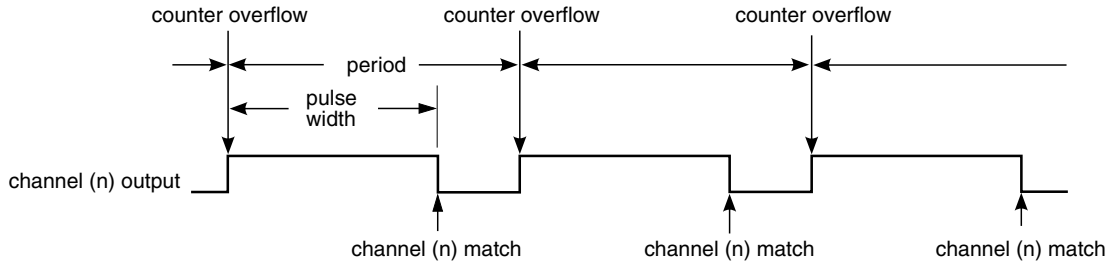 counter overflow counter overflow counter overflow
period
pulse
width
channel (n) output
channel (n) match channel (n) match channel (n) match